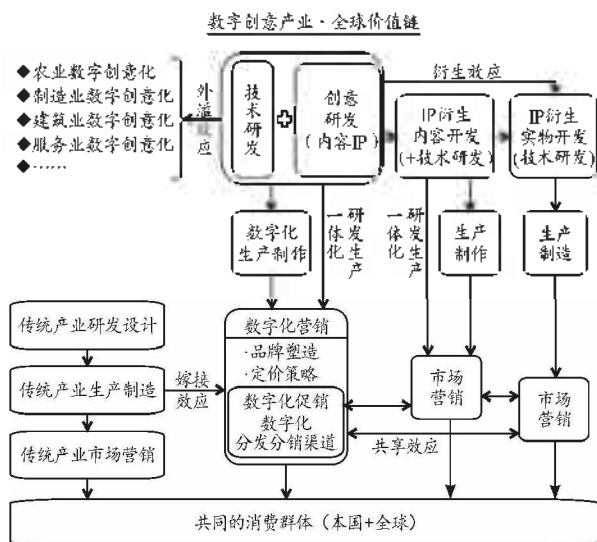 数字创意产业·全球价值链
◆农业数字创意化
◆制造业数字创意化
◆建筑业数字创意化
◆服务业数字创意化
◆……
外溢效应
技术研发
创意
研发
(内容IP)
衍生效应
IP衍生
内容开发
(+技术研发)
IP衍生
实物开发
(技术研发)
数字化
生产制作
研发生产
一体化
研发生产
一体化
生产
制作
生产
制造
传统产业研发设计
传统产业生产制造
传统产业市场营销
嫁接
效应
数字化营销
·品牌塑造
·定价策略
数字化促销
数字化
分发分销渠道
市场
营销
市场
营销
共享效应
共同的消费群体（本国+全球）